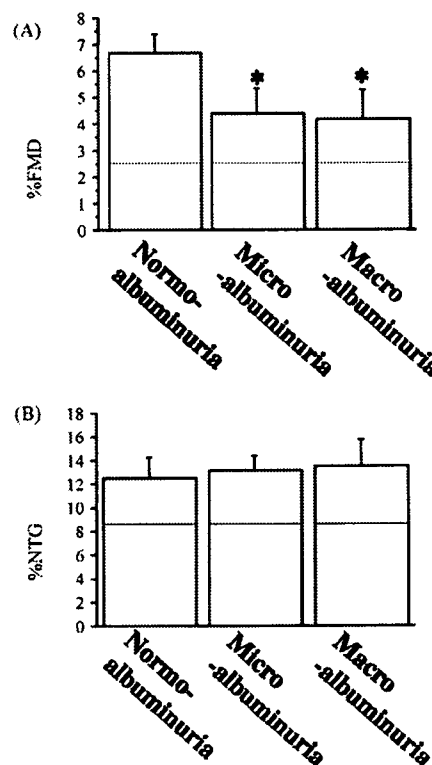 (A)
8
7
6
5
4
3
2
1
0
%FMD
*
*
Normo-
albuminuria
Micro
-albuminuria
Macro
-albuminuria
(B)
18
16
14
12
10
8
6
4
2
0
%NTG
Normo-
albuminuria
Micro
-albuminuria
Macro
-albuminuria